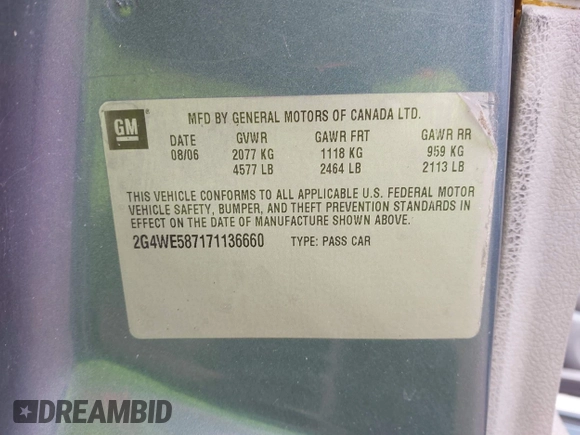 GM
MFD BY GENERAL MOTORS OF CANADA LTD.
DATE GVWR GAWR FRT GAWR RR
08/06 2077 KG 1118 KG 959 KG
4577 LB 2464 LB 2113 LB
THIS VEHICLE CONFORMS TO ALL APPLICABLE U.S. FEDERAL MOTOR
VEHICLE SAFETY, BUMPER, AND THEFT PREVENTION STANDARDS IN
EFFECT ON THE DATE OF MANUFACTURE SHOWN ABOVE.
2G4WE587171136660 TYPE: PASS CAR
DREAMBID